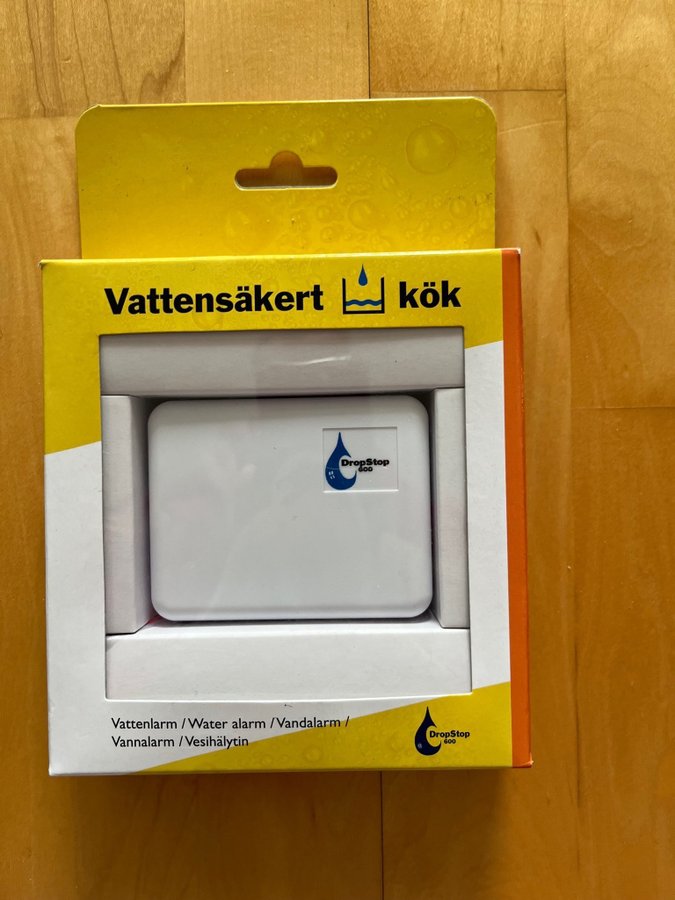 Vattensäkert kök
DropStop
600
Vattenlarm / Water alarm / Vandalarm /
Vannalarm / Vesihälytin
DropStop
600